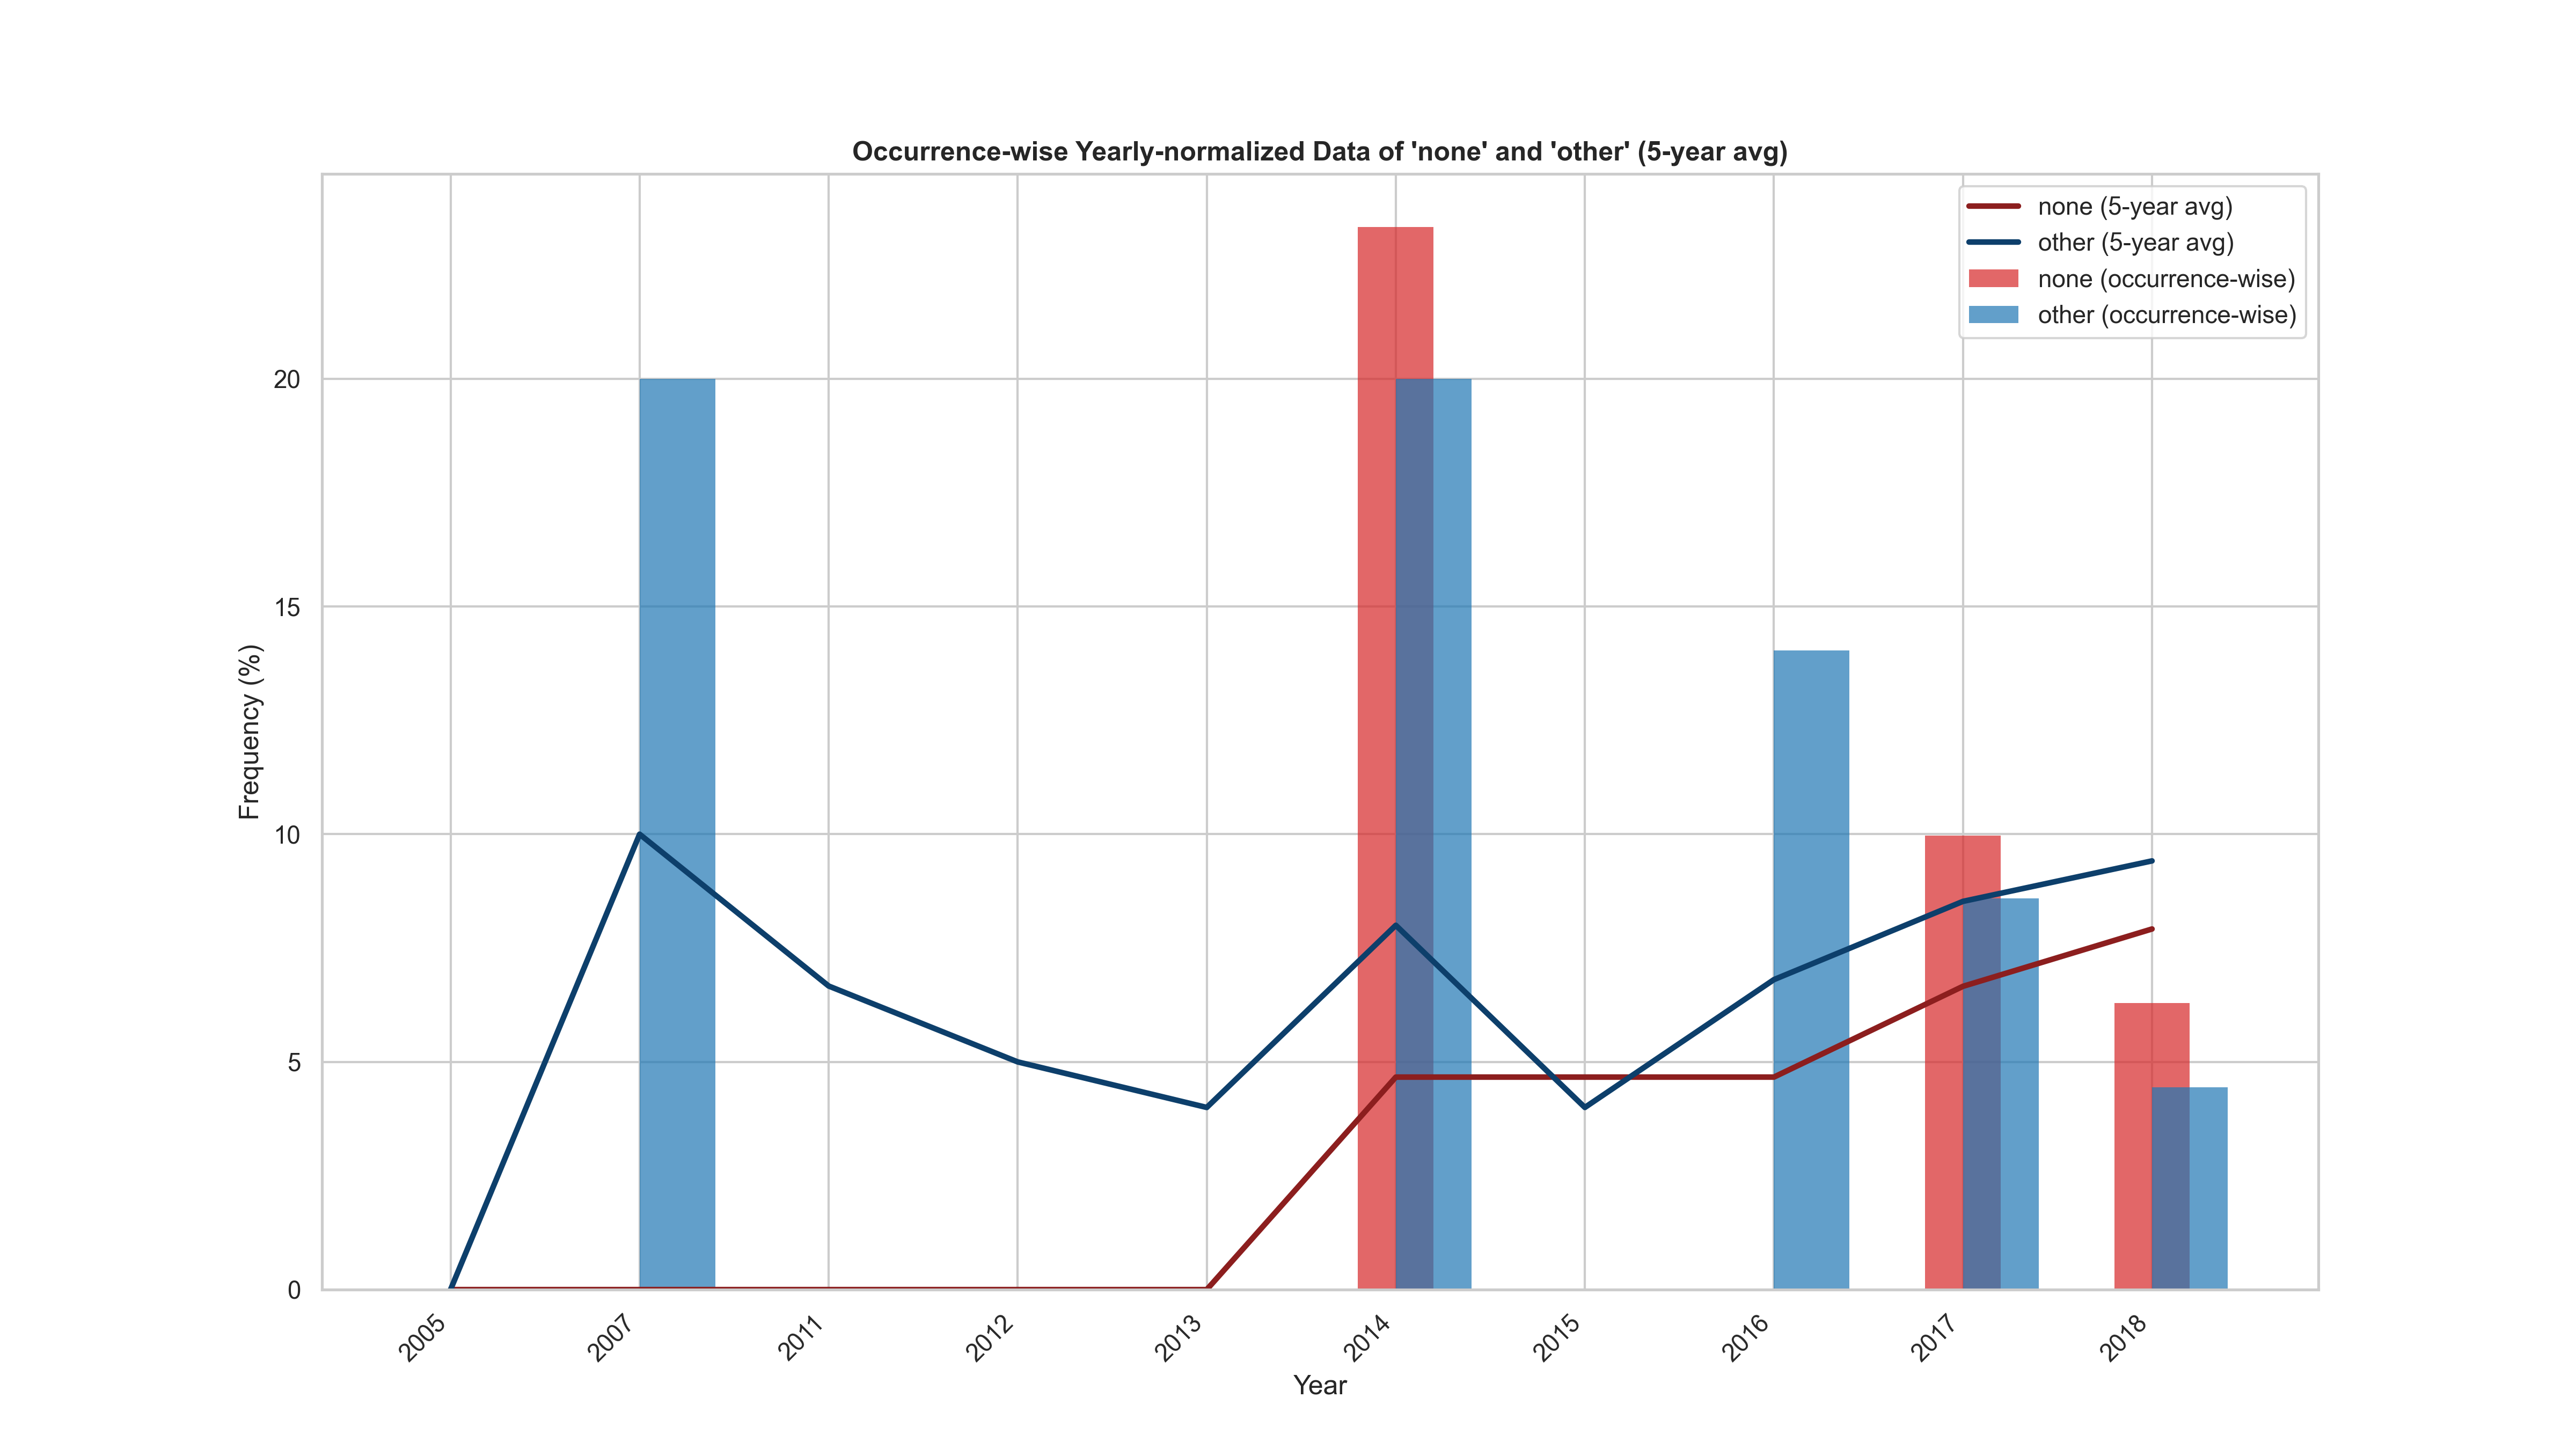 Occurrence-wise Yearly-normalized Data of 'none' and 'other' (5-year avg)
none (5-year avg)
other (5-year avg)
none (occurrence-wise)
other (occurrence-wise)
20
15
10
5
0
Frequency (%)
2005
2007
2011
2012
2013
2014
2015
2016
2017
2018
Year